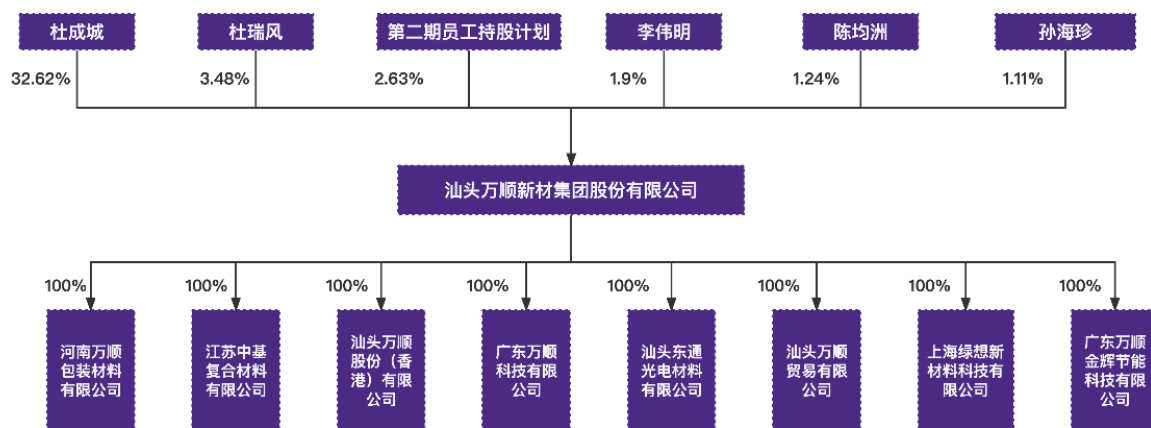 杜成城
杜瑞风
第二期员工持股计划
李伟明
陈均洲
孙海珍
32.62%
3.48%
2.63%
1.9%
1.24%
1.11%
汕头万顺新材集团股份有限公司
100%
100%
100%
100%
100%
100%
100%
100%
河南万顺
包装材料
有限公司
江苏中基
复合材料
有限公司
汕头万顺
股份（香
港）有限
公司
广东万顺
科技有限
公司
汕头东通
光电材料
有限公司
汕头万顺
贸易有限
公司
上海绿想新
材料科技有
限公司
广东万顺
金辉节能
科技有限
公司